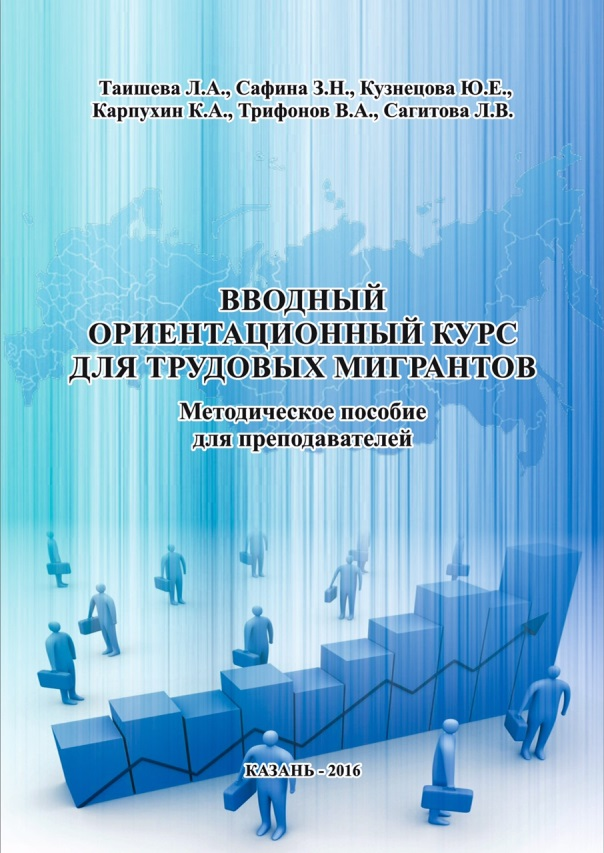 Таишева Л.А., Сафина З.Н., Кузнецова Ю.Е.,
Карпухин К.А., Трифонов В.А., Сагитова Л.В.
ВВОДНЫЙ
ОРИЕНТАЦИОННЫЙ КУРС
ДЛЯ ТРУДОВЫХ МИГРАНТОВ
Методическое пособие
для преподавателей
КАЗАНЬ - 2016